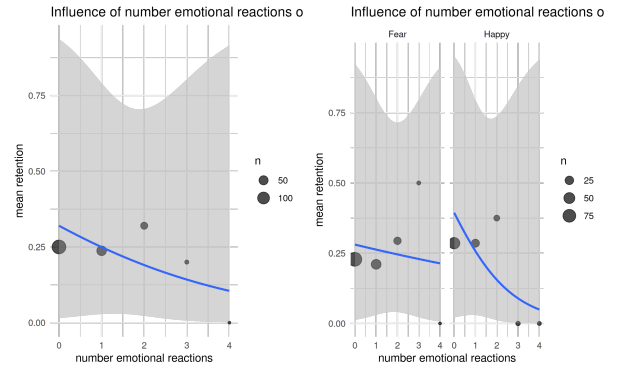 Influence of number emotional reactions o
mean retention
0.75
0.50
0.25
0.00
0 1 2 3 4
number emotional reactions
n
50
100
Influence of number emotional reactions o
Fear Happy
mean retention
0.75
0.50
0.25
0.00
0 1 2 3 4 0 1 2 3 4
number emotional reactions
n
25
50
75